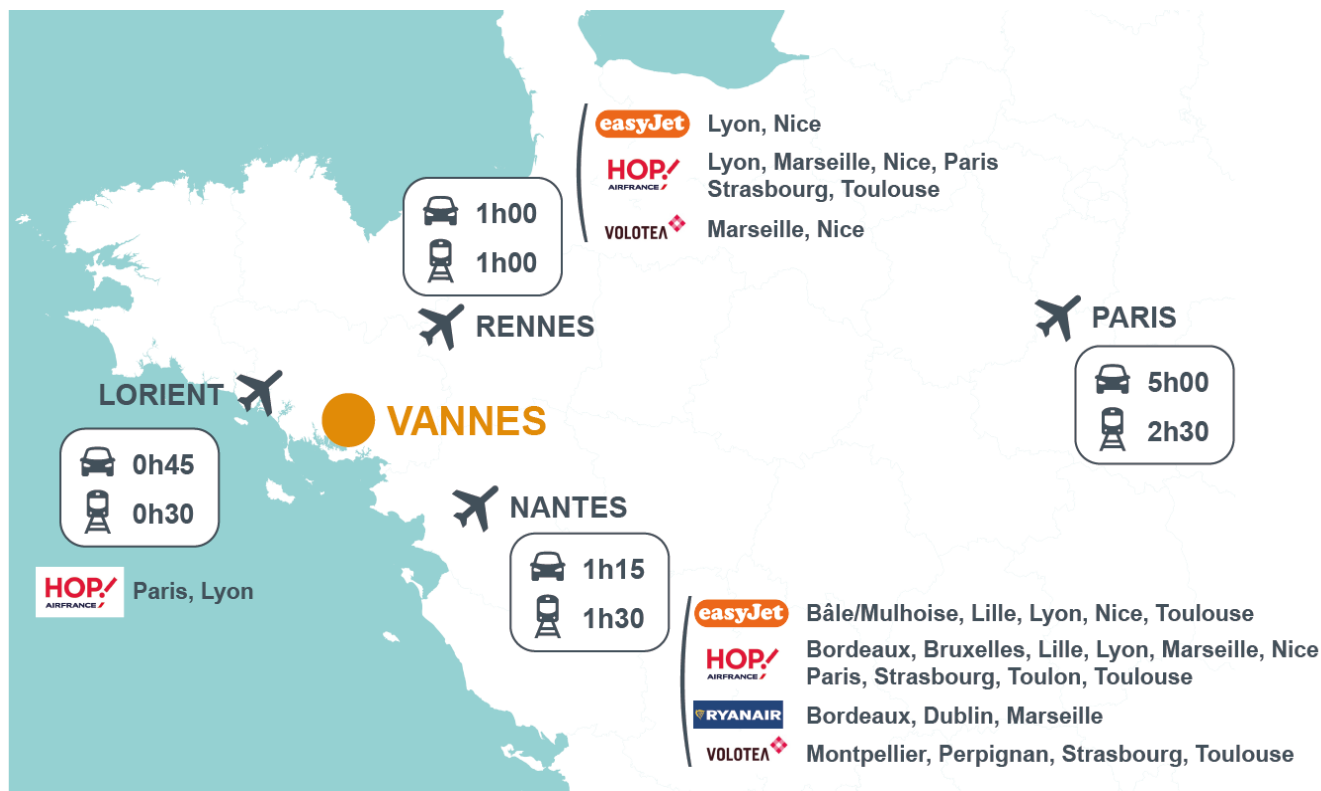 easyJet Lyon, Nice
HOP! AIRFRANCE Lyon, Marseille, Nice, Paris
Strasbourg, Toulouse
VOLOTEA Marseille, Nice
1h00
1h00
RENNES
PARIS
5h00
2h30
LORIENT
VANNES
0h45
0h30
HOP! AIRFRANCE Paris, Lyon
NANTES
1h15
1h30
easyJet Bâle/Mulhoise, Lille, Lyon, Nice, Toulouse
HOP! AIRFRANCE Bordeaux, Bruxelles, Lille, Lyon, Marseille, Nice
Paris, Strasbourg, Toulon, Toulouse
RYANAIR Bordeaux, Dublin, Marseille
VOLOTEA Montpellier, Perpignan, Strasbourg, Toulouse